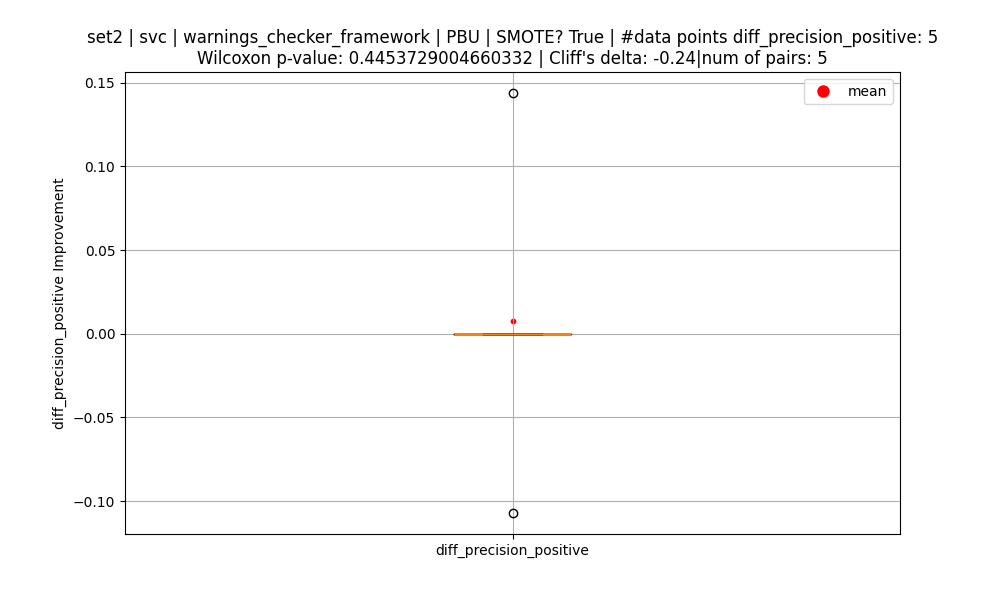 set2 | svc | warnings_checker_framework | PBU | SMOTE? True | #data points diff_precision_positive: 5
Wilcoxon p-value: 0.4453729004660332 | Cliff's delta: -0.24|num of pairs: 5
mean
0.15
0.10
0.05
0.00
−0.05
−0.10
diff_precision_positive Improvement
diff_precision_positive